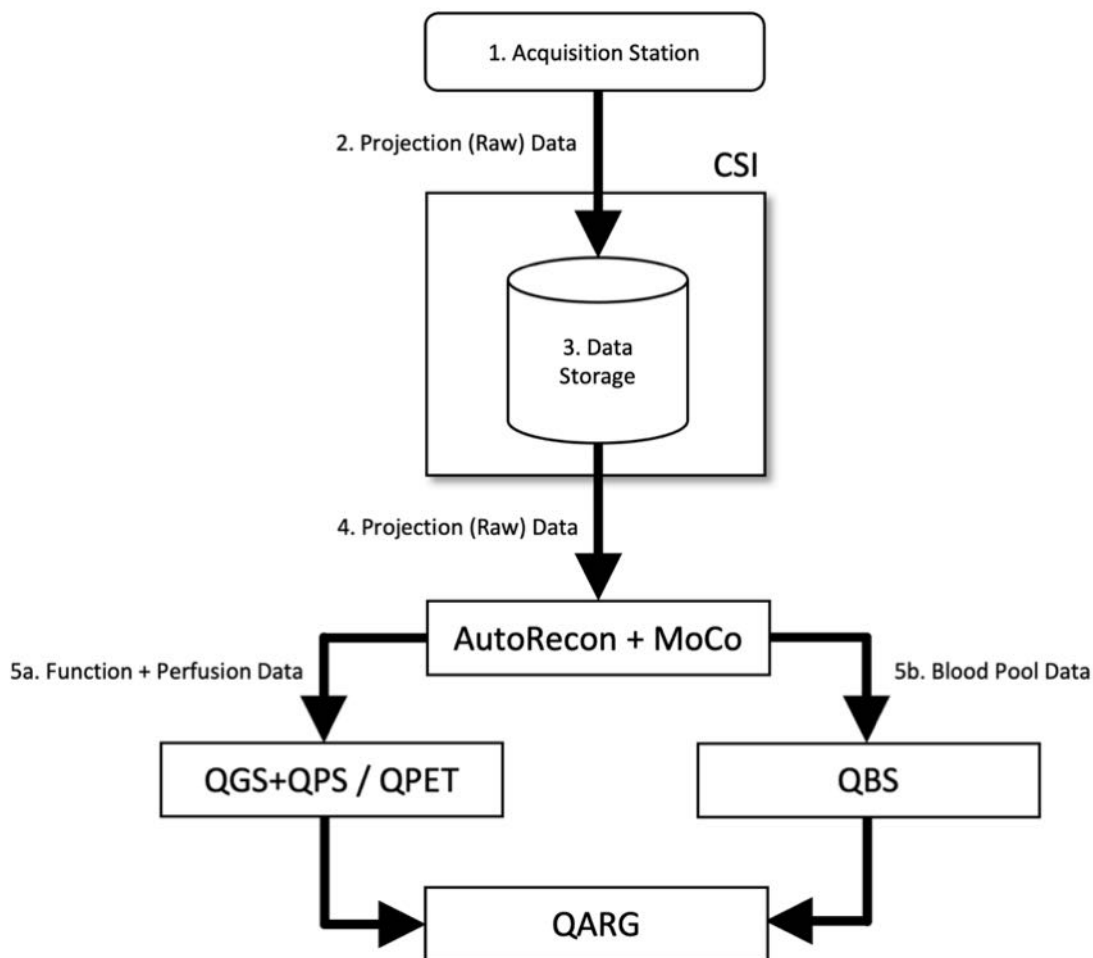 1. Acquisition Station
2. Projection (Raw) Data
CSI
3. Data
Storage
4. Projection (Raw) Data
AutoRecon + MoCo
5a. Function + Perfusion Data
5b. Blood Pool Data
QGS+QPS / QPET
QBS
QARG